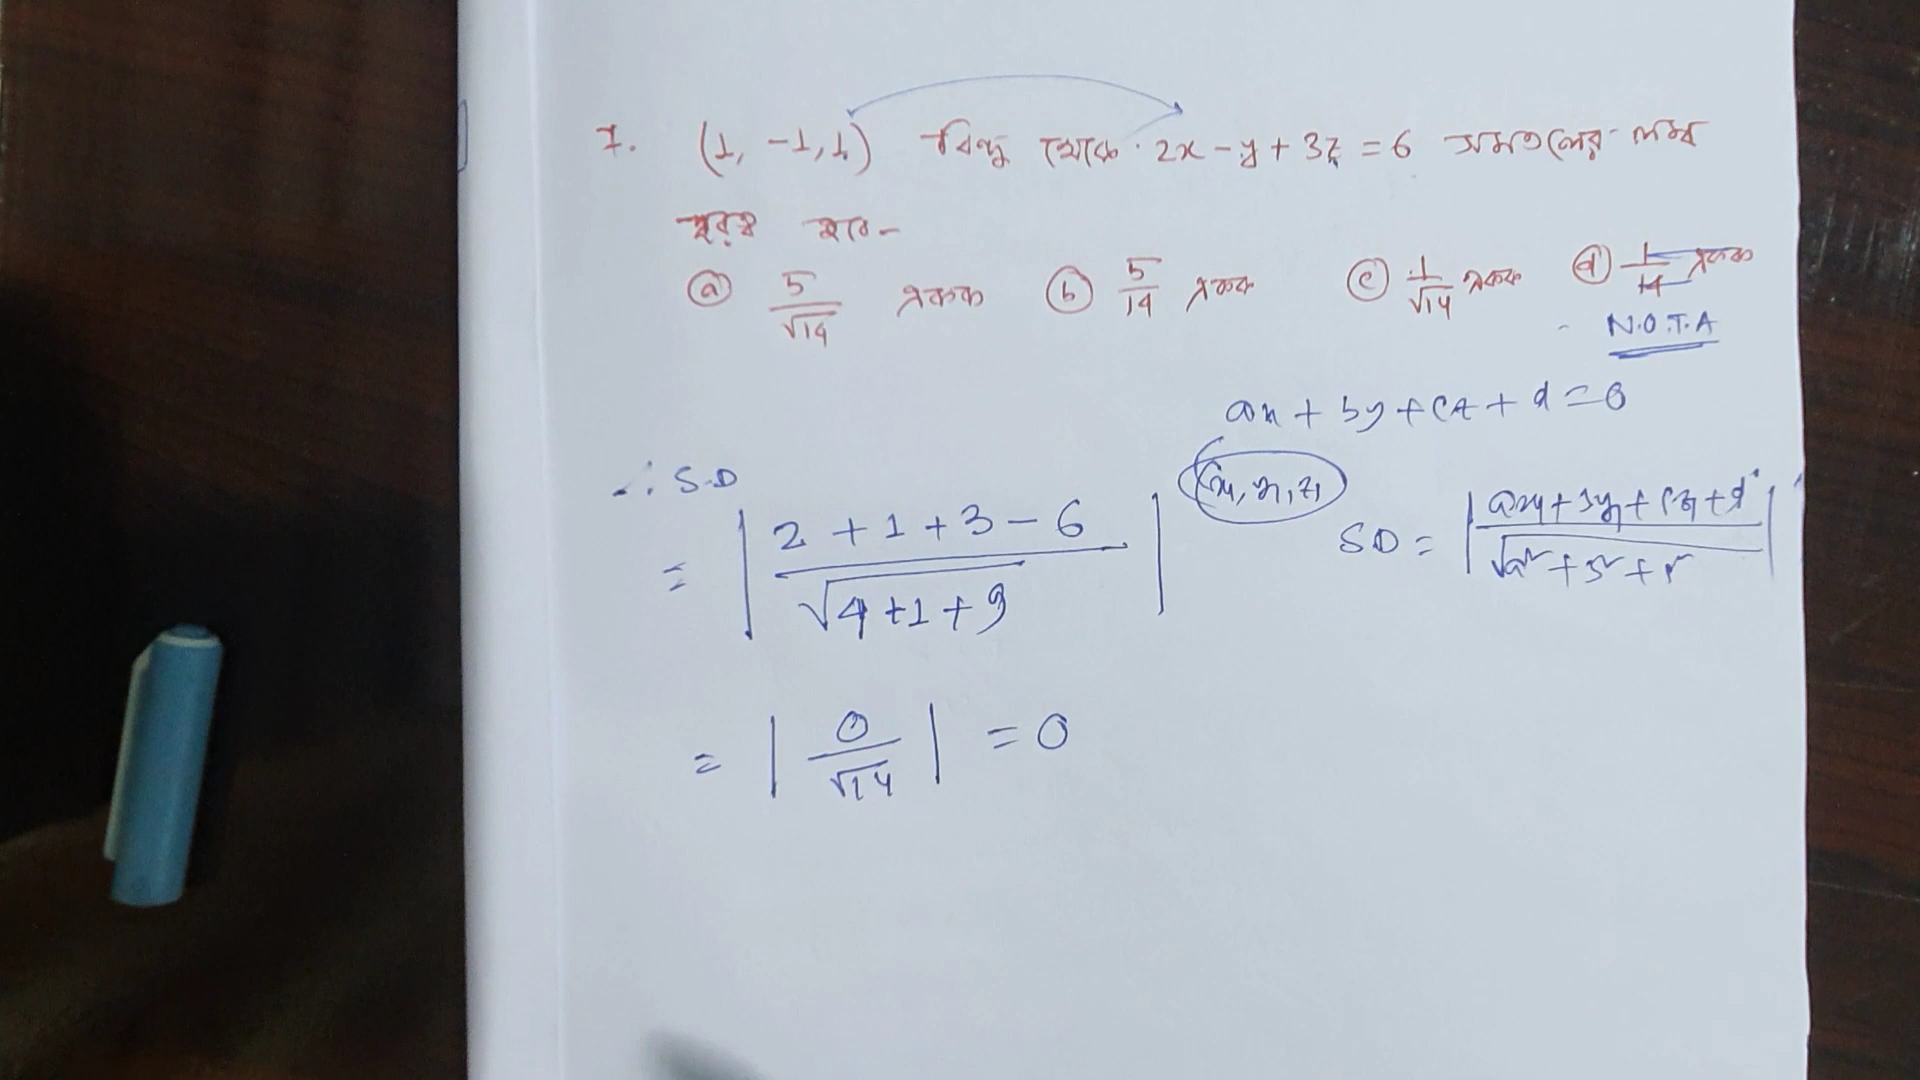 7. (1, -1, 1) বিন্দু থেকে 2x - y + 3z = 6 সমতলের লম্ব
দূরত্ব হবে-
ⓐ 5/√14 একক ⓑ 5/14 একক ⓒ 1/√14 একক ⓓ 1/14 একক
N.O.T.A
ax + by + cz + d = 0
(x₁, y₁, z₁)
∴ S.D
= | (2 + 1 + 3 - 6) / √(4 + 1 + 9) |
SD = | (ax₁ + by₁ + cz₁ + d) / √(a² + b² + c²) |
= | 0/√14 | = 0